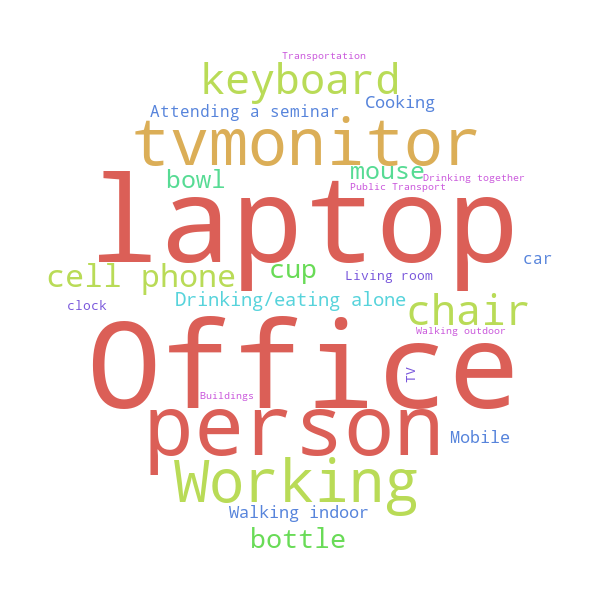 Transportation
keyboard
Cooking
Attending a seminar
tvmonitor
mouse
bowl
Drinking together
Public Transport
laptop
car
cup
cell phone
Living room
Drinking/eating alone
clock
chair
Walking outdoor
Office
TV
Buildings
person
Mobile
Working
Walking indoor
bottle